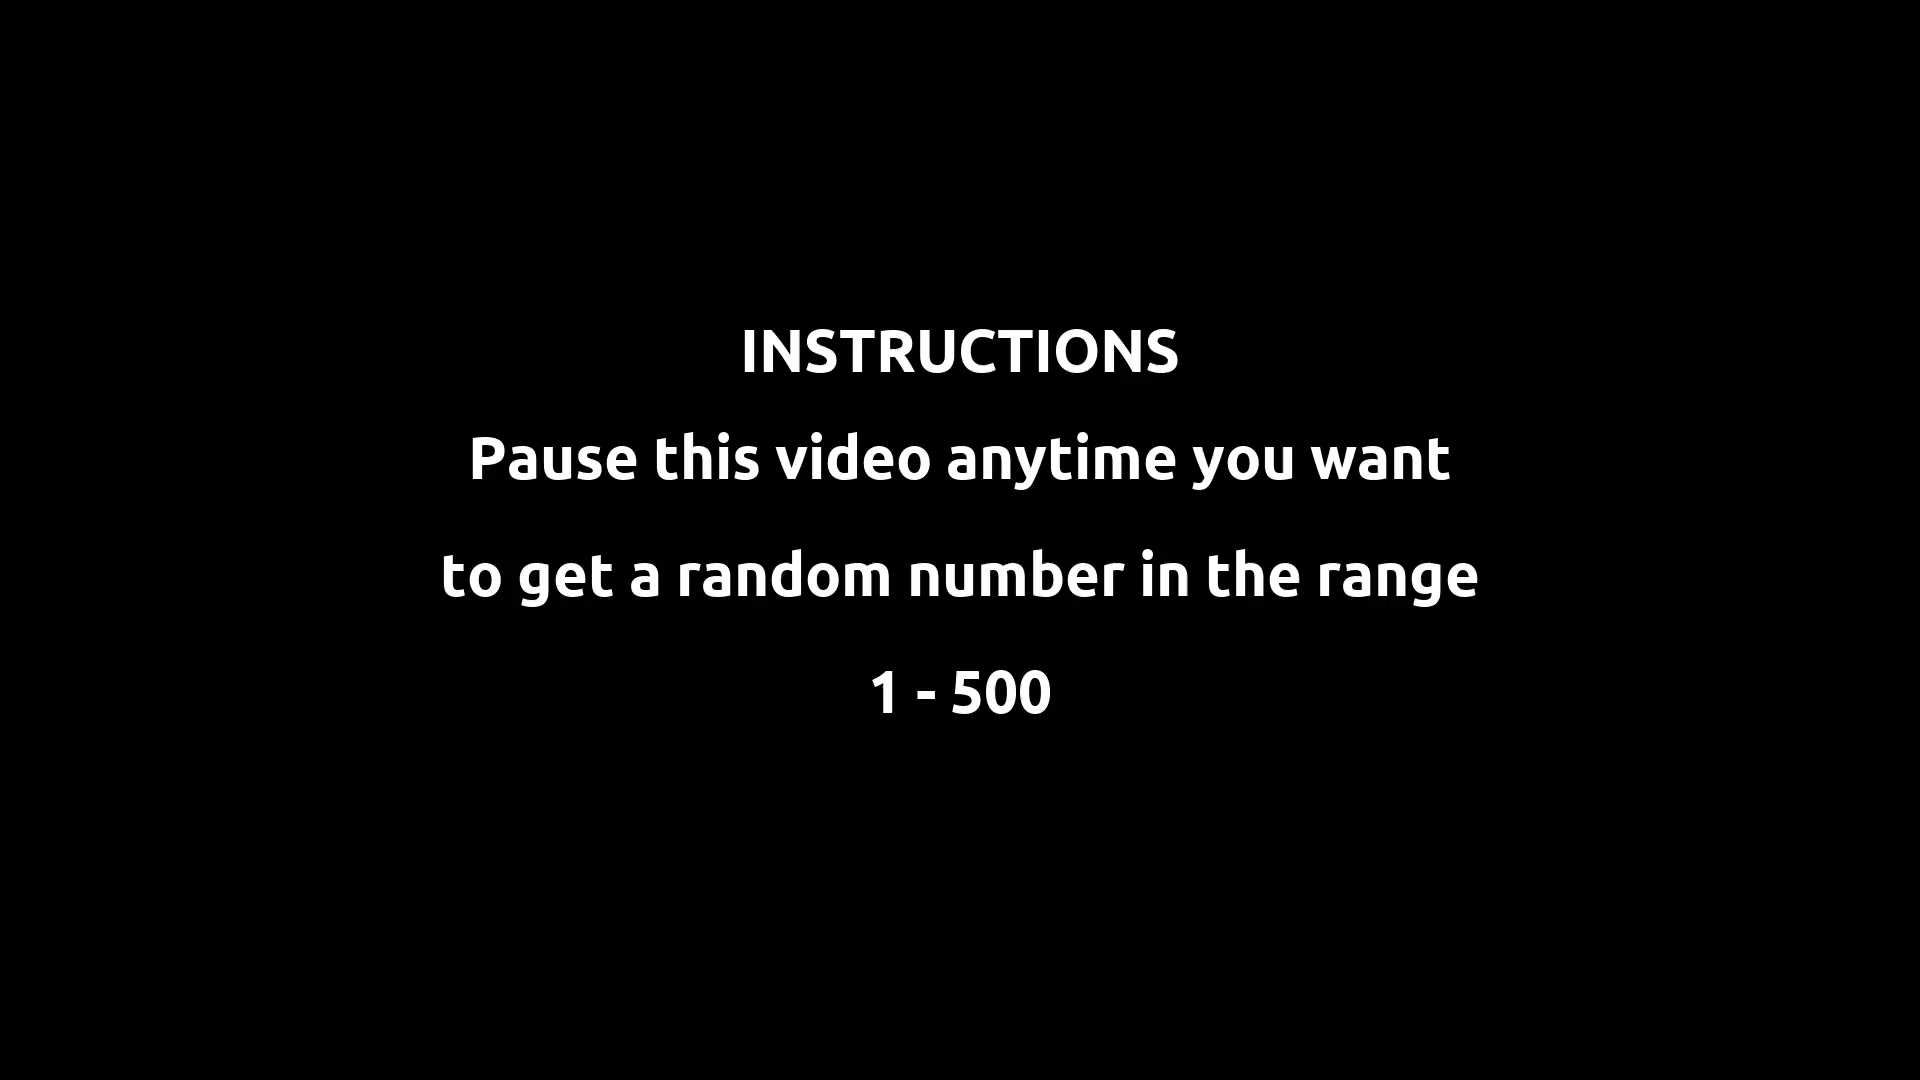 INSTRUCTIONS
Pause this video anytime you want
to get a random number in the range
1 - 500